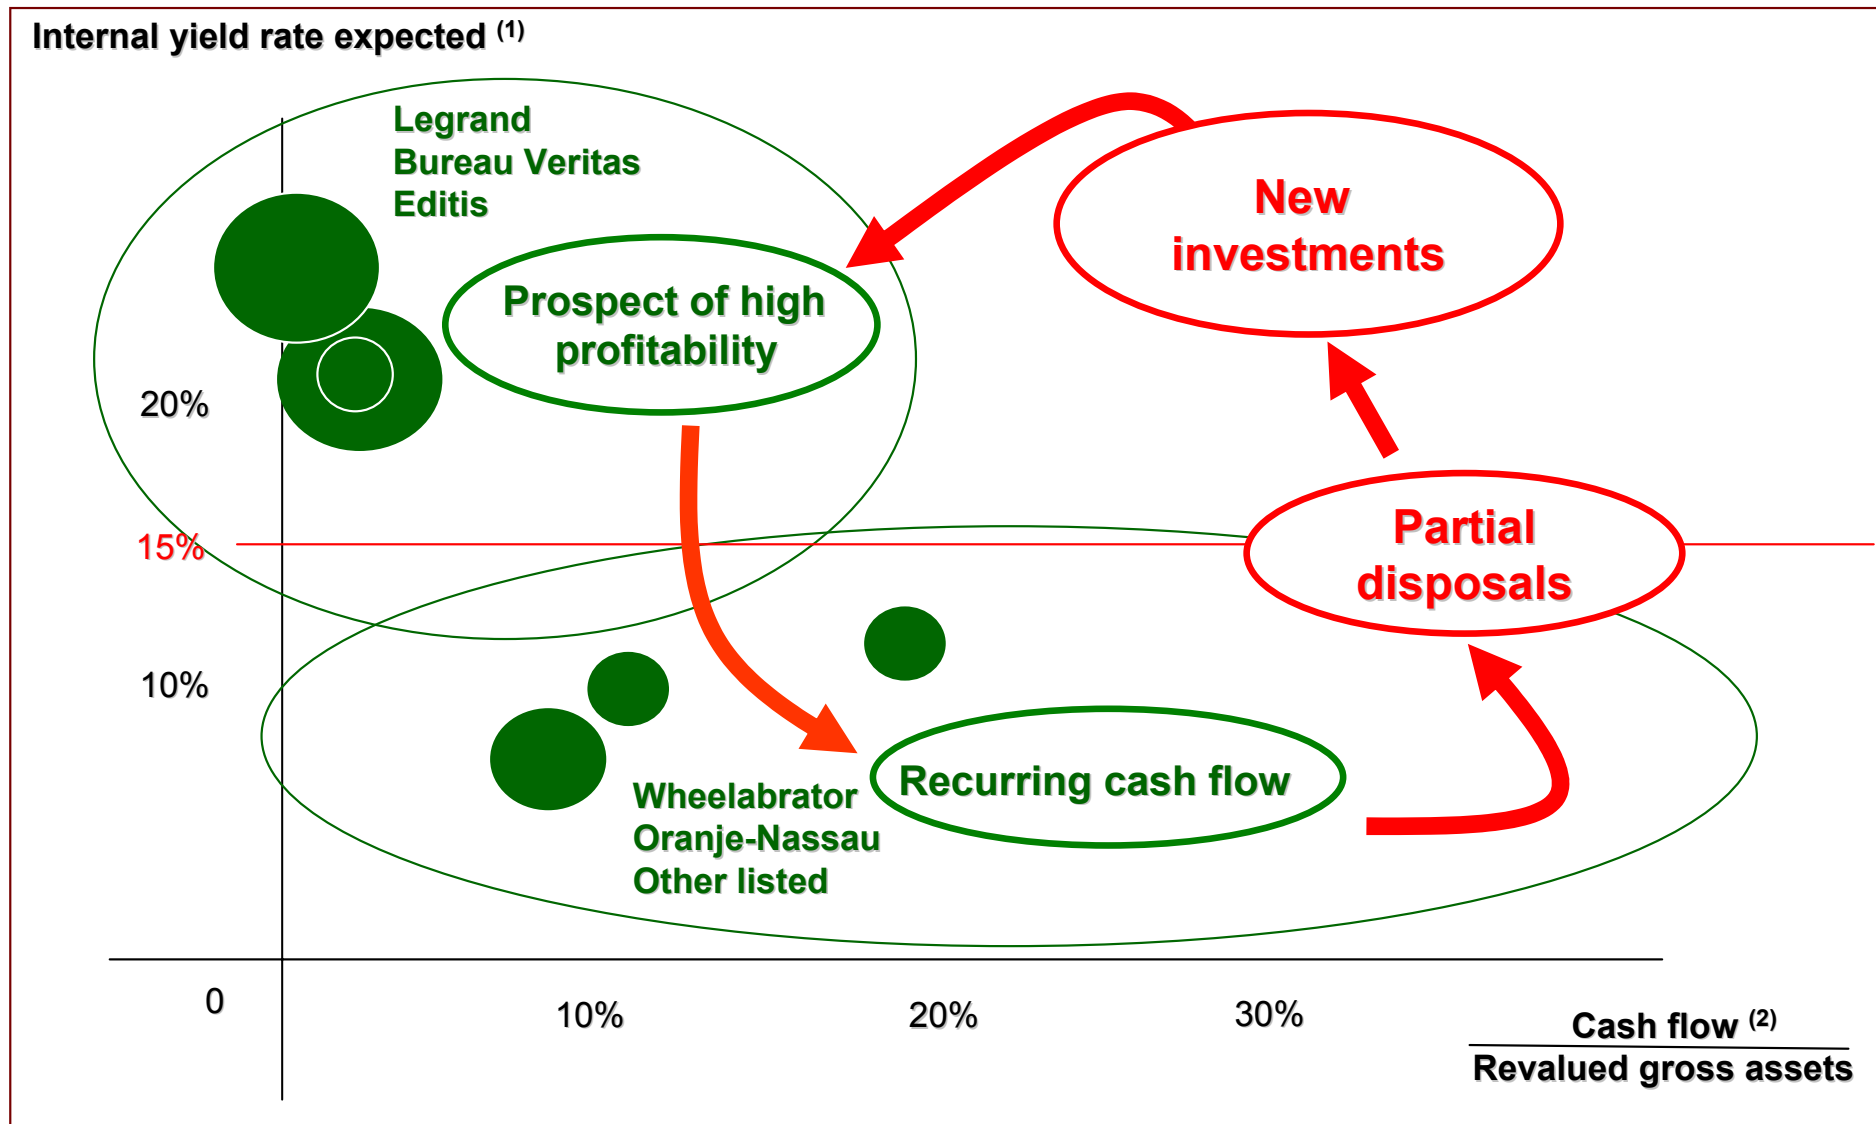 Internal yield rate expected (1)
Legrand
Bureau Veritas
Editis
New
investments
Prospect of high
profitability
20%
Partial
disposals
15%
10%
Recurring cash flow
Wheelabrator
Oranje-Nassau
Other listed
0
10%
20%
30%
Cash flow (2)
Revalued gross assets